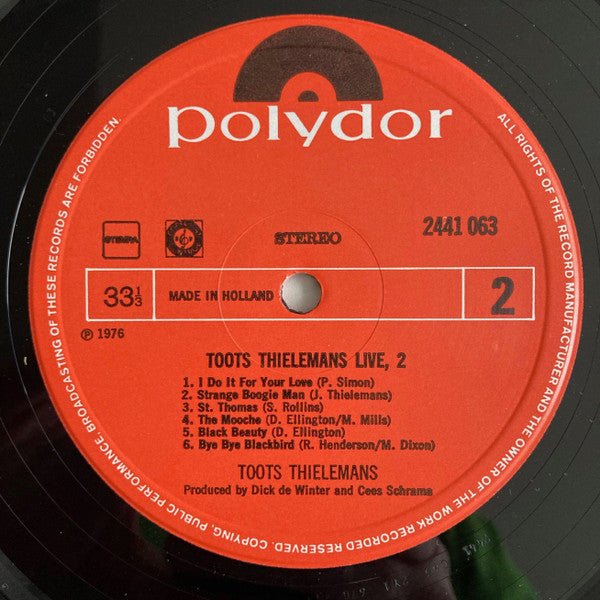 polydor
STEMRA
STEREO
2441 063
33⅓
MADE IN HOLLAND
2
℗ 1976
TOOTS THIELEMANS LIVE, 2
1. I Do It For Your Love (P. Simon)
2. Strange Boogie Man (J. Thielemans)
3. St. Thomas (S. Rollins)
4. The Mooche (D. Ellington/M. Mills)
5. Black Beauty (D. Ellington)
6. Bye Bye Blackbird (R. Henderson/M. Dixon)
TOOTS THIELEMANS
Produced by Dick de Winter and Cees Schrama
ALL RIGHTS OF THE RECORD MANUFACTURER AND THE OWNER OF THE WORK RECORDED RESERVED. COPYING, PUBLIC PERFORMANCE, BROADCASTING OF THESE RECORDS ARE FORBIDDEN.